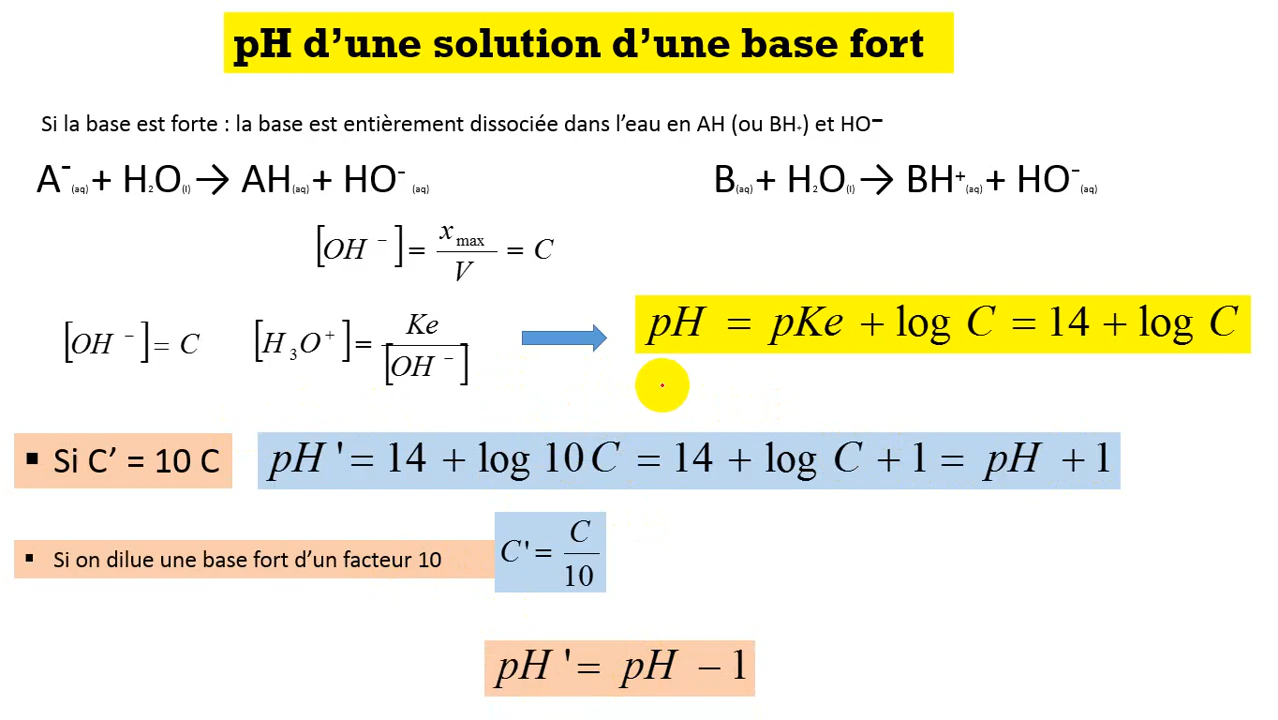 pH d’une solution d’une base fort
Si la base est forte : la base est entièrement dissociée dans l’eau en AH (ou BH₊) et HO⁻
A⁻(aq) + H₂O(l) → AH(aq) + HO⁻ (aq)
B(aq) + H₂O(l) → BH⁺(aq) + HO⁻(aq)
[OH⁻] = x_max / V = C
[OH⁻] = C
[H₃O⁺] = Ke / [OH⁻]
pH = pKe + log C = 14 + log C
▪ Si C’ = 10 C
pH '= 14 + log 10 C = 14 + log C + 1 = pH + 1
▪ Si on dilue une base fort d’un facteur 10
C '= C / 10
pH '= pH − 1